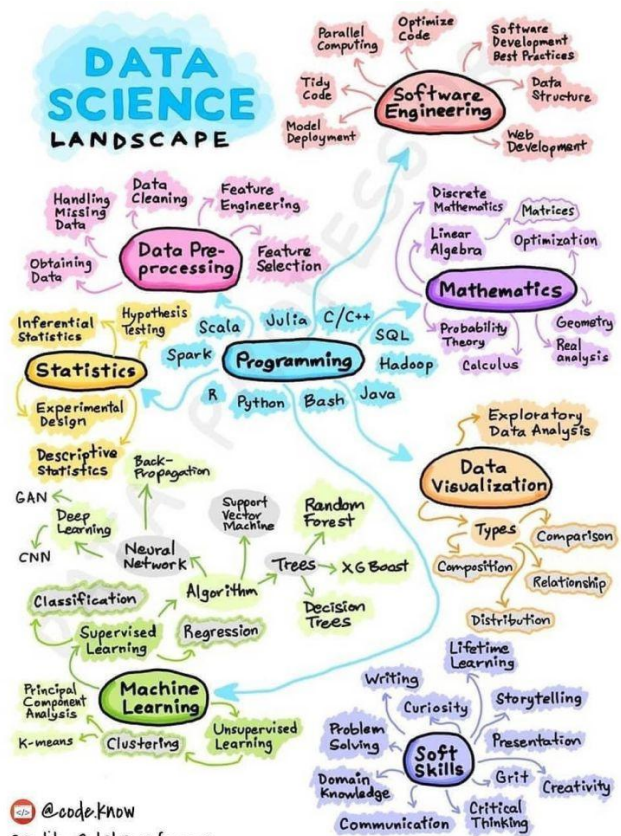 DATA
SCIENCE
LANDSCAPE
Parallel
Computing
Optimize
Code
Software
Development
Best Practices
Tidy
Code
Software
Engineering
Data
Structure
Model
Deployment
Web
Development
Handling
Missing
Data
Data
Cleaning
Feature
Engineering
Obtaining
Data
Data Pre-
processing
Feature
Selection
Discrete
Mathematics
Matrices
Linear
Algebra
Optimization
Mathematics
Probability
Theory
Calculus
Geometry
Real
analysis
Inferential
Statistics
Hypothesis
Testing
Statistics
Experimental
Design
Descriptive
Statistics
Scala
Julia
C/C++
SQL
Spark
Programming
Hadoop
R
Python
Bash
Java
Exploratory
Data Analysis
Data
Visualization
Types
Comparison
Composition
Relationship
Distribution
Back-
Propagation
GAN
Deep
Learning
CNN
Neural
Network
Support
Vector
Machine
Random
Forest
Trees
XG Boast
Decision
Trees
Algorithm
Classification
Supervised
Learning
Regression
Machine
Learning
Principal
Component
Analysis
K-means
Clustering
Unsupervised
Learning
Lifetime
Learning
Writing
Curiosity
Storytelling
Problem
Solving
Soft
Skills
Presentation
Domain
Knowledge
Grit
Creativity
Communication
Critical
Thinking
</> @code.know